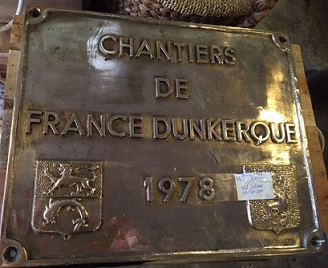 CHANTIERS
DE
FRANCE DUNKERQUE
1978